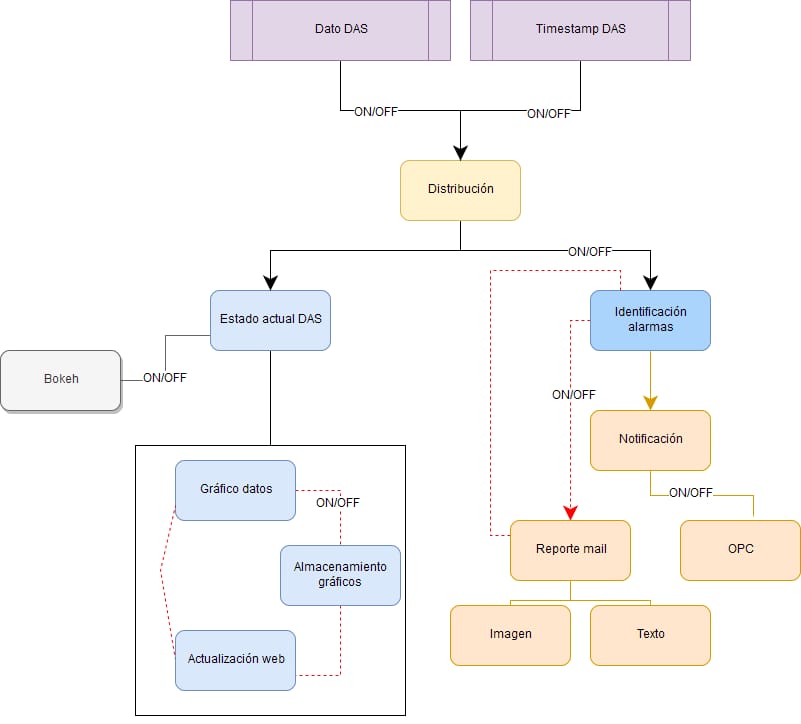 Dato DAS
Timestamp DAS
ON/OFF
ON/OFF
Distribución
ON/OFF
Estado actual DAS
Identificación
alarmas
Bokeh
ON/OFF
ON/OFF
Notificación
Gráfico datos
ON/OFF
ON/OFF
Reporte mail
OPC
Almacenamiento
gráficos
Imagen
Texto
Actualización web